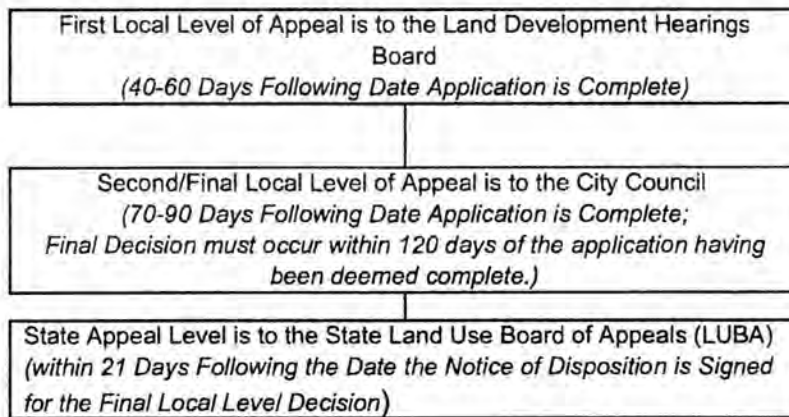 First Local Level of Appeal is to the Land Development Hearings
Board
(40-60 Days Following Date Application is Complete)
Second/Final Local Level of Appeal is to the City Council
(70-90 Days Following Date Application is Complete;
Final Decision must occur within 120 days of the application having
been deemed complete.)
State Appeal Level is to the State Land Use Board of Appeals (LUBA)
(within 21 Days Following the Date the Notice of Disposition is Signed
for the Final Local Level Decision)